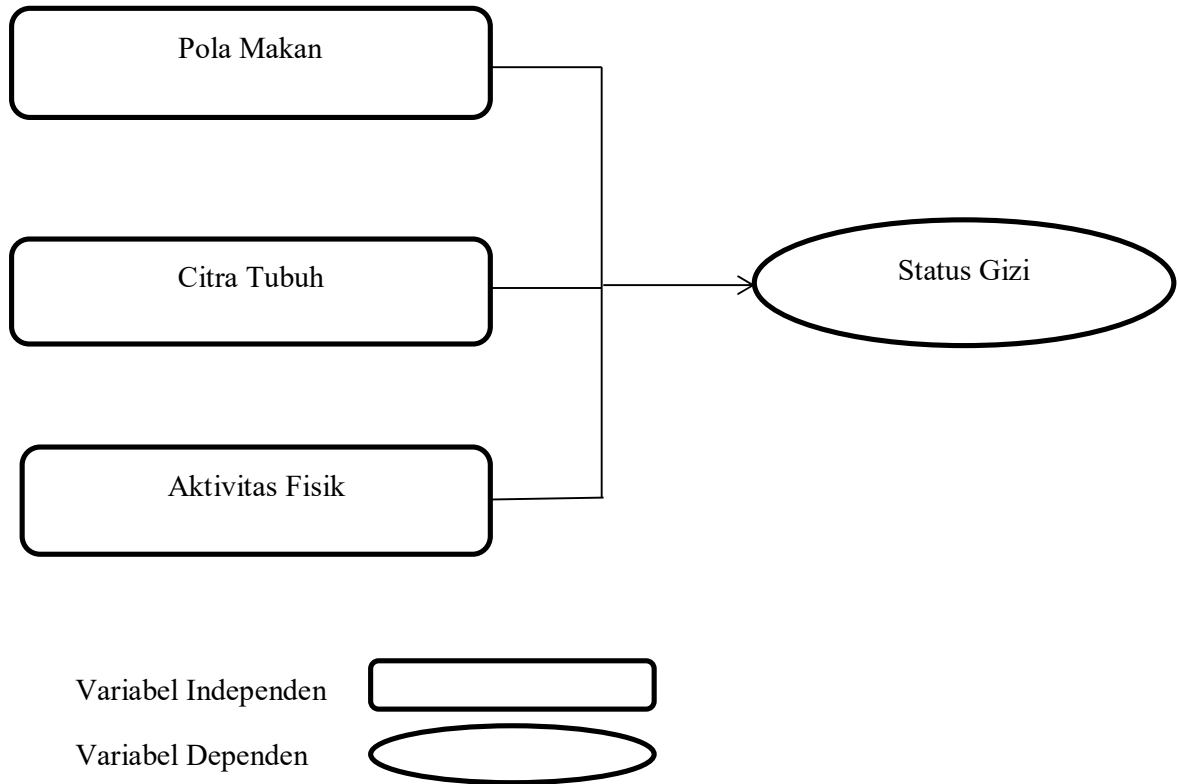 Pola Makan
Citra Tubuh
Status Gizi
Aktivitas Fisik
Variabel Independen
Variabel Dependen